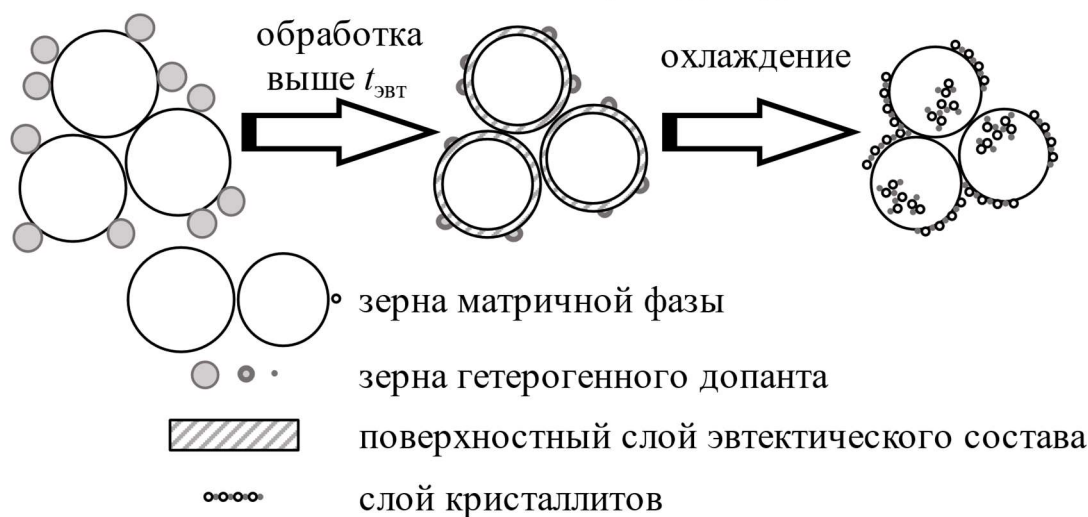 обработка
выше tэвт
охлаждение
зерна матричной фазы
зерна гетерогенного допанта
поверхностный слой эвтектического состава
слой кристаллитов